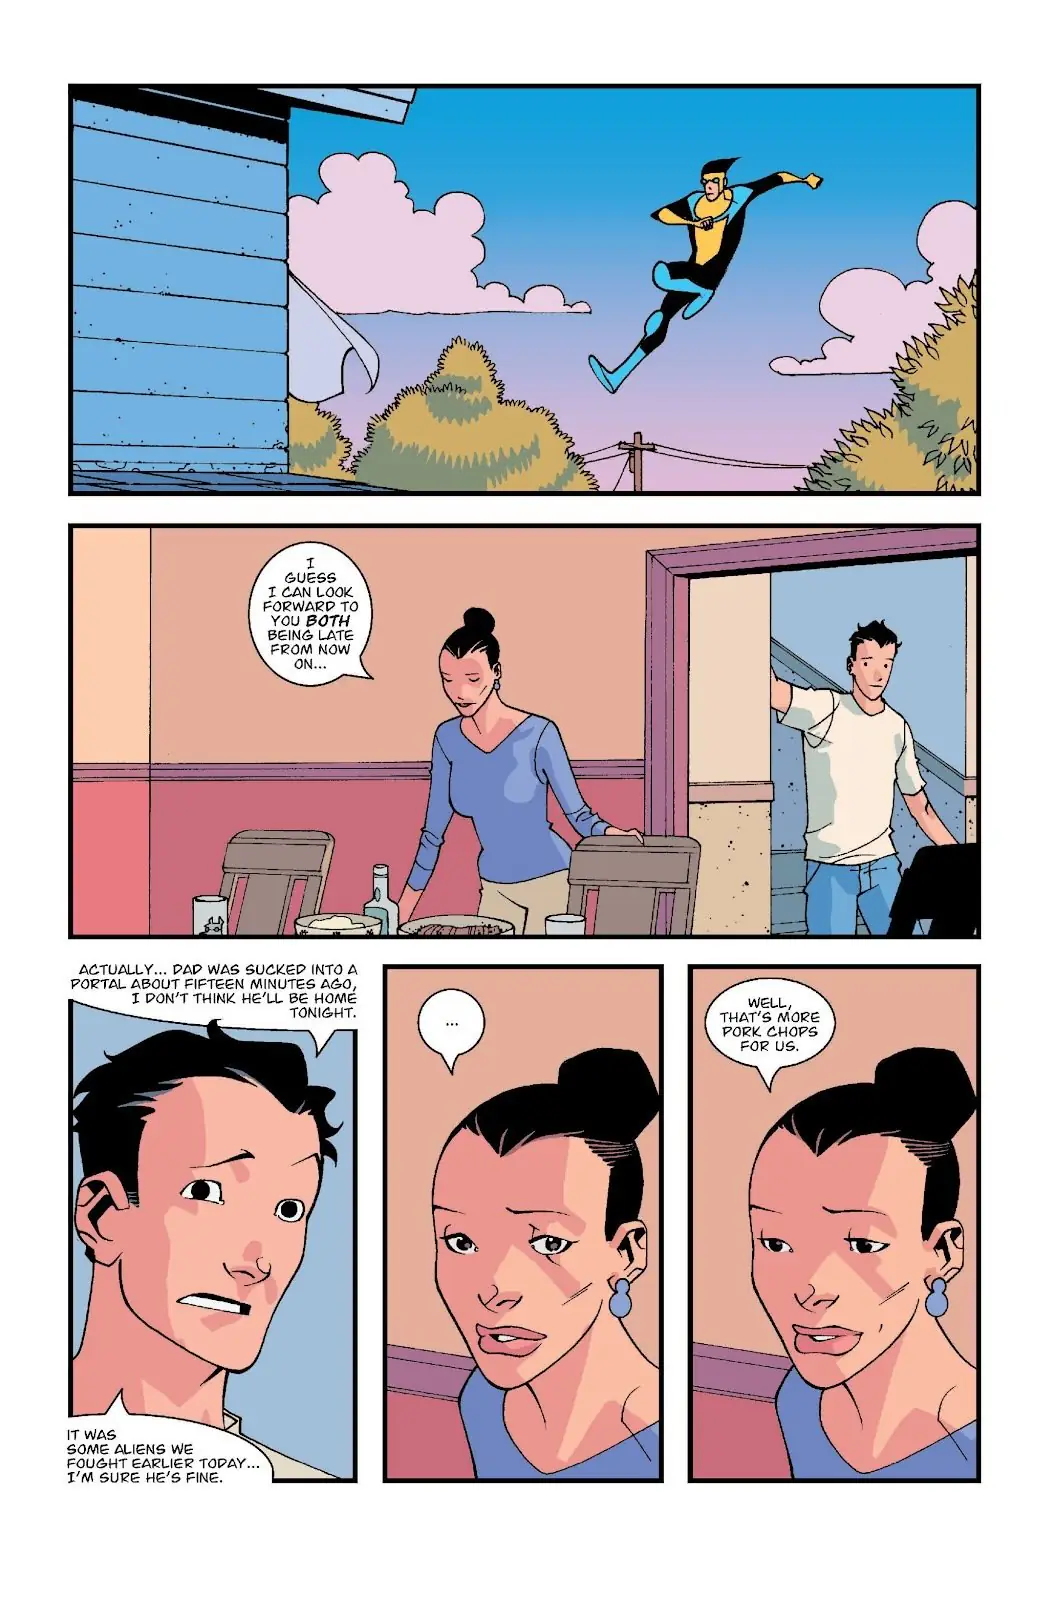 I
GUESS
I CAN LOOK
FORWARD TO
YOU BOTH
BEING LATE
FROM NOW
ON...
ACTUALLY... DAD WAS SUCKED INTO A
PORTAL ABOUT FIFTEEN MINUTES AGO,
I DON'T THINK HE'LL BE HOME
TONIGHT.
IT WAS
SOME ALIENS WE
FOUGHT EARLIER TODAY...
I'M SURE HE'S FINE.
...
WELL,
THAT'S MORE
PORK CHOPS
FOR US.